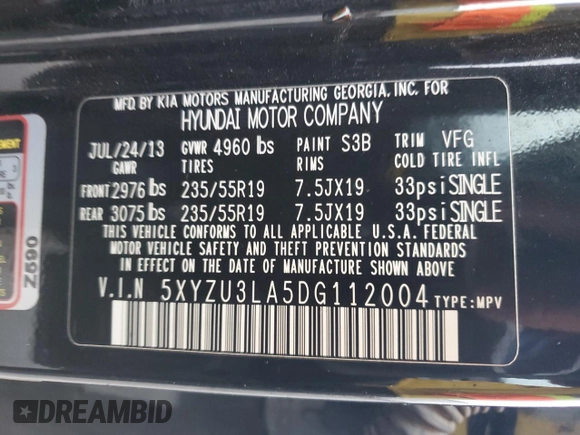 MFD. BY KIA MOTORS MANUFACTURING GEORGIA, INC. FOR
HYUNDAI MOTOR COMPANY
JUL/24/13 GVWR 4960 lbs PAINT S3B TRIM VFG
GAWR TIRES RIMS COLD TIRE INFL
FRONT 2976 lbs 235/55R19 7.5JX19 33psi SINGLE
REAR 3075 lbs 235/55R19 7.5JX19 33psi SINGLE
THIS VEHICLE CONFORMS TO ALL APPLICABLE U.S.A. FEDERAL
MOTOR VEHICLE SAFETY AND THEFT PREVENTION STANDARDS
IN EFFECT ON THE DATE OF MANUFACTURE SHOWN ABOVE.
V.I.N 5XYZU3LA5DG112004 TYPE:MPV
Z690
DREAMBID